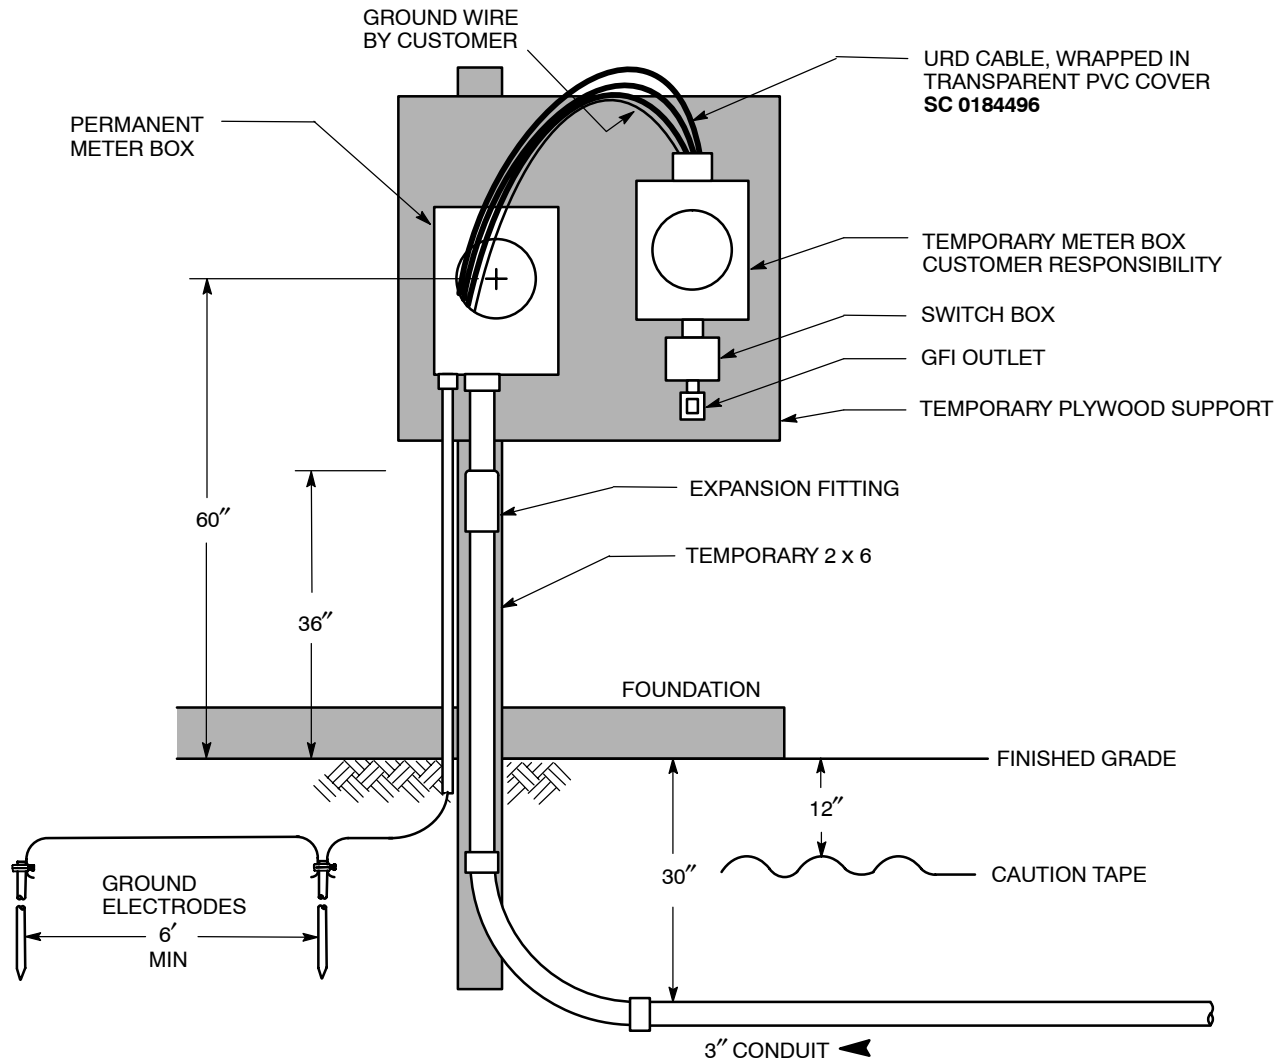 GROUND WIRE
BY CUSTOMER
URD CABLE, WRAPPED IN
TRANSPARENT PVC COVER
SC 0184496
PERMANENT
METER BOX
TEMPORARY METER BOX
CUSTOMER RESPONSIBILITY
SWITCH BOX
GFI OUTLET
TEMPORARY PLYWOOD SUPPORT
EXPANSION FITTING
60″
TEMPORARY 2 x 6
36″
FOUNDATION
FINISHED GRADE
12″
30″
CAUTION TAPE
GROUND
ELECTRODES
6′
MIN
3″ CONDUIT